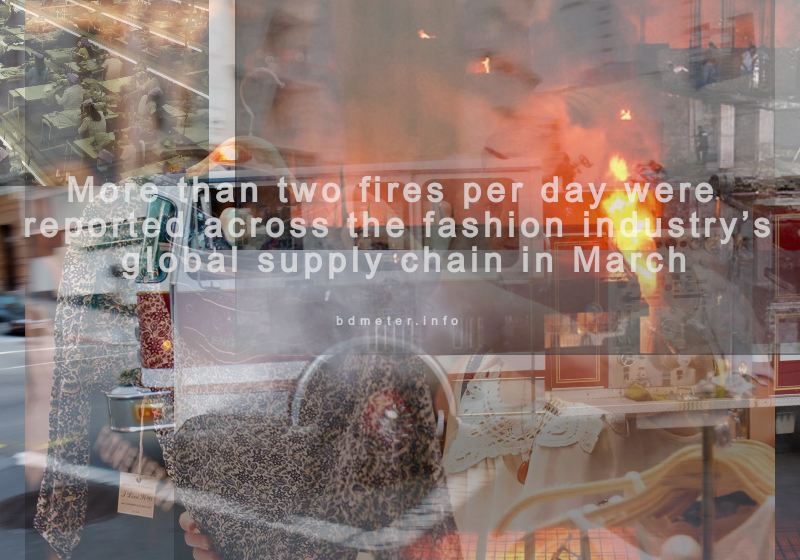 More than two fires per day were
reported across the fashion industry's
global supply chain in March
bdmeter.info